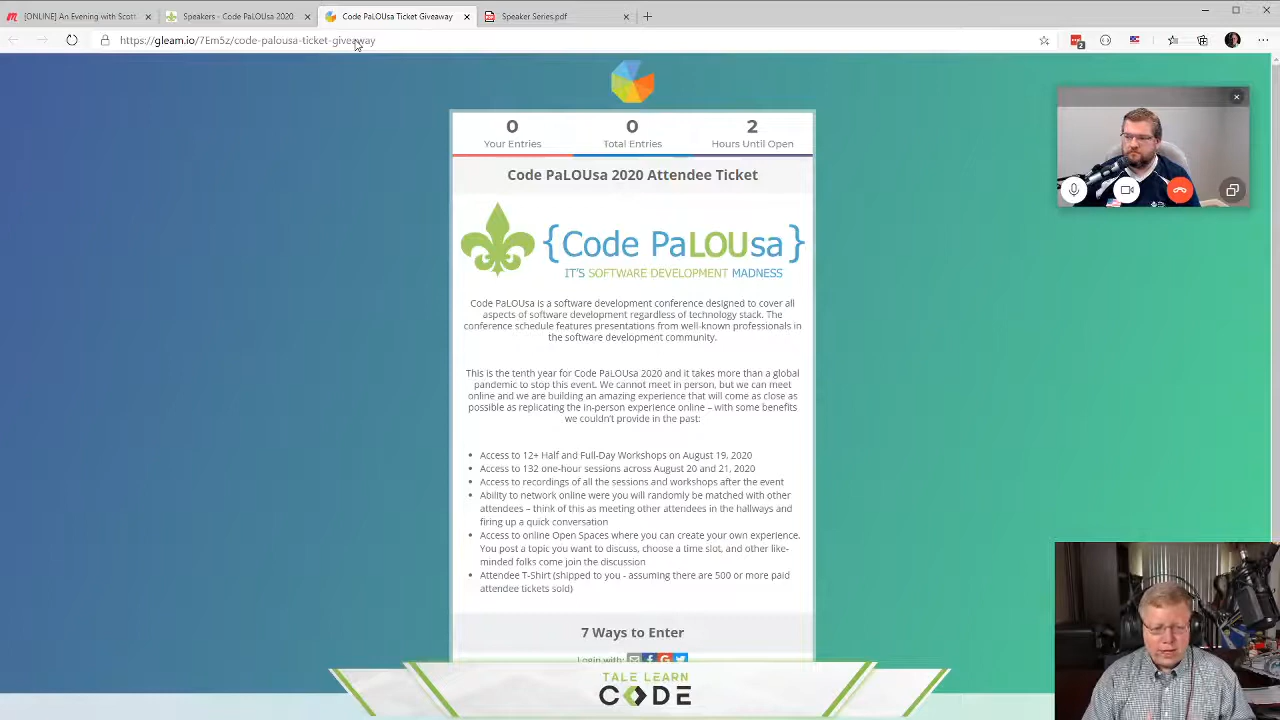 [ONLINE] An Evening with Scott
Speakers - Code PaLOUsa 2020
Code PaLOUsa Ticket Giveaway
Speaker Series.pdf
https://gleam.io/7Em5z/code-palousa-ticket-giveaway
2
0
Your Entries
0
Total Entries
2
Hours Until Open
Code PaLOUsa 2020 Attendee Ticket
{Code PaLOUsa}
IT'S SOFTWARE DEVELOPMENT MADNESS
Code PaLOUsa is a software development conference designed to cover all
aspects of software development regardless of technology stack. The
conference schedule features presentations from well-known professionals in
the software development community.
This is the tenth year for Code PaLOUsa 2020 and it takes more than a global
pandemic to stop this event. We cannot meet in person, but we can meet
online and we are building an amazing experience that will come as close as
possible as replicating the in-person experience online – with some benefits
we couldn't provide in the past:
• Access to 12+ Half and Full-Day Workshops on August 19, 2020
• Access to 132 one-hour sessions across August 20 and 21, 2020
• Access to recordings of all the sessions and workshops after the event
• Ability to network online were you will randomly be matched with other
attendees – think of this as meeting other attendees in the hallways and
firing up a quick conversation
• Access to online Open Spaces where you can create your own experience.
You post a topic you want to discuss, choose a time slot, and other like-
minded folks come join the discussion
• Attendee T-Shirt (shipped to you - assuming there are 500 or more paid
attendee tickets sold)
7 Ways to Enter
Login with:
TALE LEARN
CODE